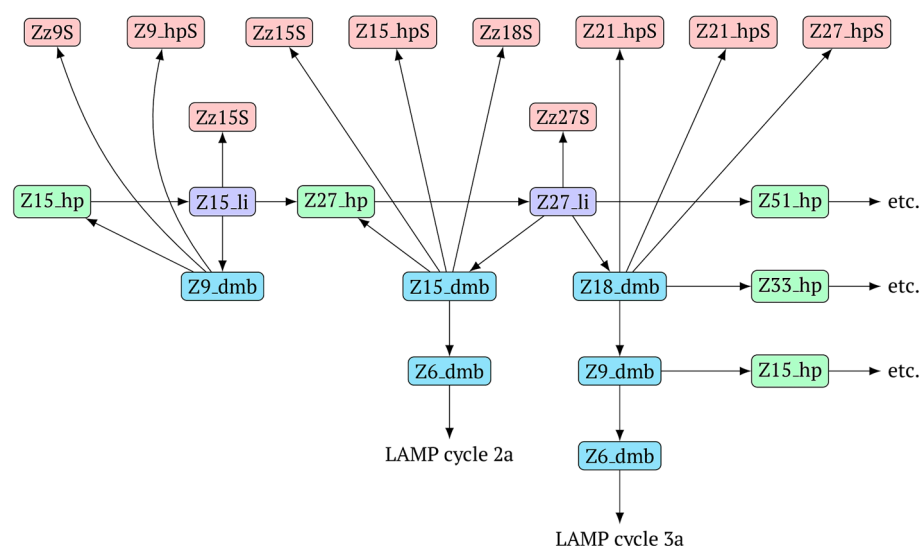 Zz9S Z9_hpS Zz15S Z15_hpS Zz18S Z21_hpS Z21_hpS Z27_hpS
Zz15S Zz27S
Z15_hp Z15_li Z27_hp Z27_li Z51_hp etc.
Z9_dmb Z15_dmb Z18_dmb Z33_hp etc.
Z6_dmb Z9_dmb Z15_hp etc.
LAMP cycle 2a Z6_dmb
LAMP cycle 3a